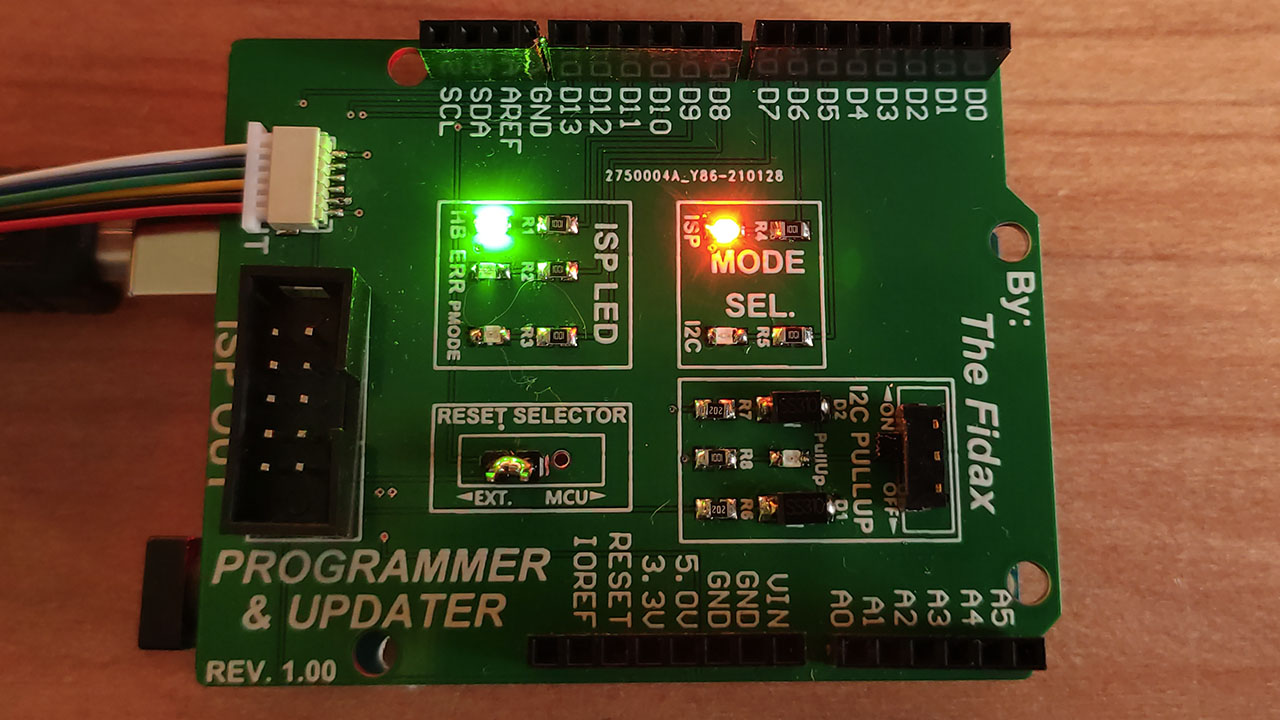 SCL
SDA
AREF
GND
D13
D12
D11
D10
D9
D8
D7
D6
D5
D4
D3
D2
D1
D0
2750004A_Y86-210128
HB
ERR
PMODE
R1
R2
R3
ISP LED
ISP
R4
MODE
SEL.
I2C
R5
By:
The Fidax
ISP OUT
RESET SELECTOR
◄EXT.
MCU►
R7
R8
R6
D2
PullUp
D1
I2C PULLLUP
◄ON
OFF►
PROGRAMMER
& UPDATER
REV. 1.00
IOREF
RESET
3.3V
5.0V
GND
GND
VIN
A0
A1
A2
A3
A4
A5